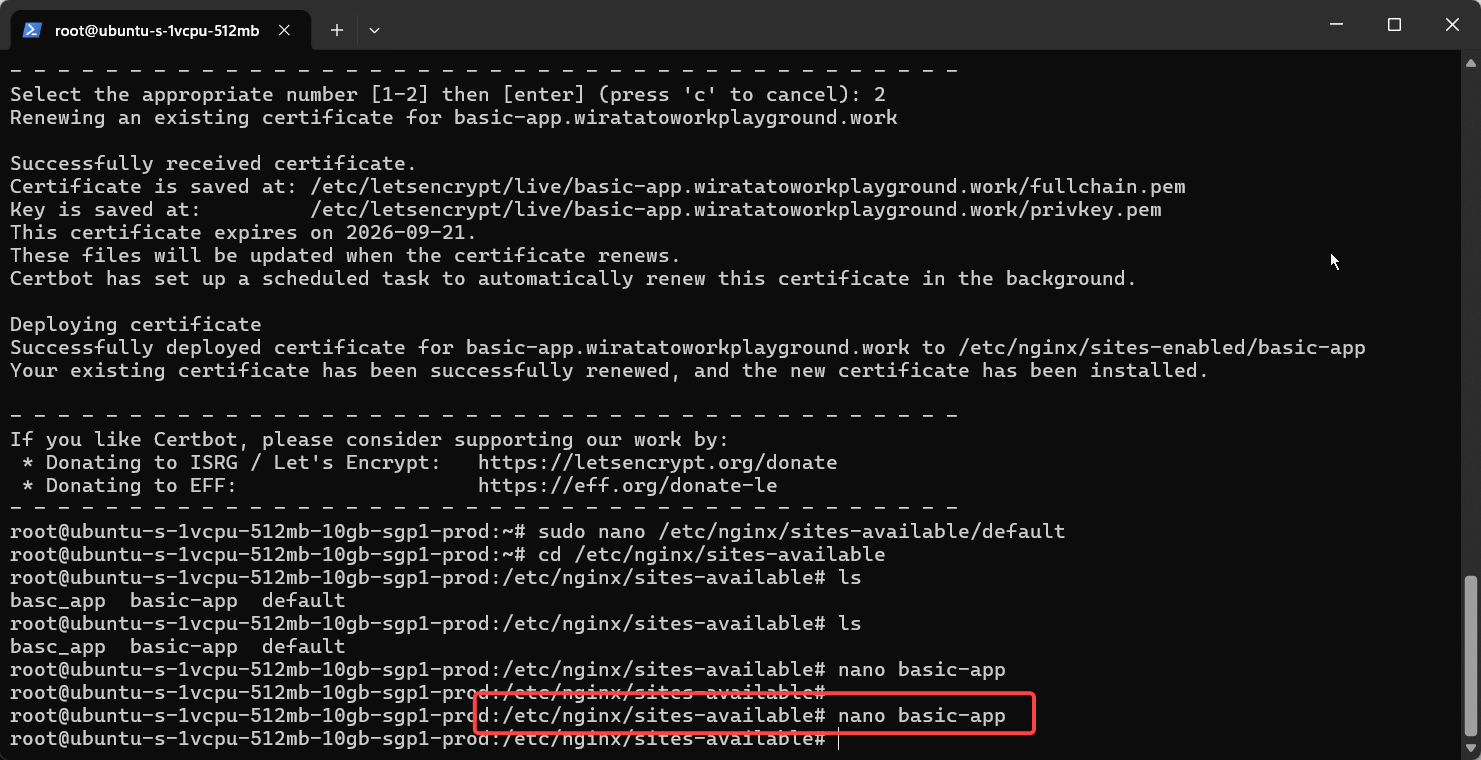 root@ubuntu-s-1vcpu-512mb
- - - - - - - - - - - - - - - - - - - - - - - - - - - - - - - - - - - - - - - -
Select the appropriate number [1-2] then [enter] (press 'c' to cancel): 2
Renewing an existing certificate for basic-app.wiratatoworkplayground.work
Successfully received certificate.
Certificate is saved at: /etc/letsencrypt/live/basic-app.wiratatoworkplayground.work/fullchain.pem
Key is saved at:         /etc/letsencrypt/live/basic-app.wiratatoworkplayground.work/privkey.pem
This certificate expires on 2026-09-21.
These files will be updated when the certificate renews.
Certbot has set up a scheduled task to automatically renew this certificate in the background.
Deploying certificate
Successfully deployed certificate for basic-app.wiratatoworkplayground.work to /etc/nginx/sites-enabled/basic-app
Your existing certificate has been successfully renewed, and the new certificate has been installed.
- - - - - - - - - - - - - - - - - - - - - - - - - - - - - - - - - - - - - - - -
If you like Certbot, please consider supporting our work by:
 * Donating to ISRG / Let's Encrypt:   https://letsencrypt.org/donate
 * Donating to EFF:                    https://eff.org/donate-le
- - - - - - - - - - - - - - - - - - - - - - - - - - - - - - - - - - - - - - - -
root@ubuntu-s-1vcpu-512mb-10gb-sgp1-prod:~# sudo nano /etc/nginx/sites-available/default
root@ubuntu-s-1vcpu-512mb-10gb-sgp1-prod:~# cd /etc/nginx/sites-available
root@ubuntu-s-1vcpu-512mb-10gb-sgp1-prod:/etc/nginx/sites-available# ls
basc_app  basic-app  default
root@ubuntu-s-1vcpu-512mb-10gb-sgp1-prod:/etc/nginx/sites-available# ls
basc_app  basic-app  default
root@ubuntu-s-1vcpu-512mb-10gb-sgp1-prod:/etc/nginx/sites-available# nano basic-app
root@ubuntu-s-1vcpu-512mb-10gb-sgp1-prod:/etc/nginx/sites-available#
root@ubuntu-s-1vcpu-512mb-10gb-sgp1-prod:/etc/nginx/sites-available# nano basic-app
root@ubuntu-s-1vcpu-512mb-10gb-sgp1-prod:/etc/nginx/sites-available#